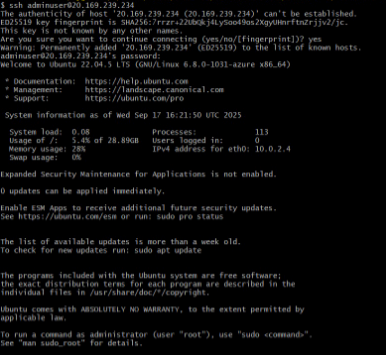 $ ssh adminuser@20.169.239.234
The authenticity of host '20.169.239.234 (20.169.239.234)' can't be established.
ED25519 key fingerprint is
This key is not known by any other names.
Are you sure you want to continue connecting (yes/no/[fingerprint])? yes
Warning: Permanently added '20.169.239.234' (ED25519) to the list of known hosts.
adminuser@20.169.239.234's password:
Welcome to Ubuntu 22.04.5 LTS (GNU/Linux 6.8.0-1031-azure x86_64)
* Documentation: https://help.ubuntu.com
* Management: https://landscape.canonical.com
* Support: https://ubuntu.com/pro
System information as of Wed Sep 17 16:21:50 UTC 2025
System load: 0.08 Processes: 113
Usage of /: 5.4% of 28.89GB Users logged in: 0
Memory usage: 28% IPv4 address for eth0: 10.0.2.4
Swap usage: 0%
Expanded Security Maintenance for Applications is not enabled.
0 updates can be applied immediately.
Enable ESM Apps to receive additional future security updates.
See https://ubuntu.com/esm or run: sudo pro status
The list of available updates is more than a week old.
To check for new updates run: sudo apt update
The programs included with the Ubuntu system are free software;
the exact distribution terms for each program are described in the
individual files in /usr/share/doc/*/copyright.
Ubuntu comes with ABSOLUTELY NO WARRANTY, to the extent permitted by
applicable law.
To run a command as administrator (user "root"), use "sudo <command>".
See "man sudo_root" for details.